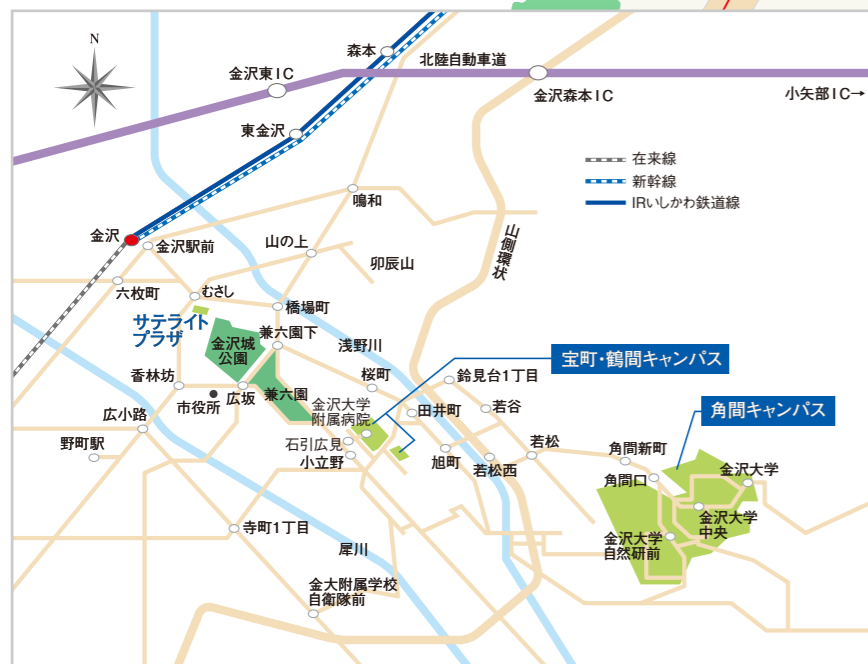 N
森本
北陸自動車道
金沢東IC
金沢森本IC
小矢部IC→
東金沢
在来線
新幹線
IRいしかわ鉄道線
鳴和
山側環状
金沢
金沢駅前
山の上
卯辰山
六枚町
むさし
橋場町
サテライト
プラザ
金沢城
公園
兼六園下
浅野川
宝町・鶴間キャンパス
香林坊
市役所
広坂
兼六園
桜町
鈴見台1丁目
金沢大学
附属病院
田井町
若谷
角間キャンパス
広小路
野町駅
石引広見
小立野
旭町
若松西
若松
角間新町
角間口
金沢大学
金沢大学
中央
金沢大学
自然研前
寺町1丁目
犀川
金大附属学校
自衛隊前